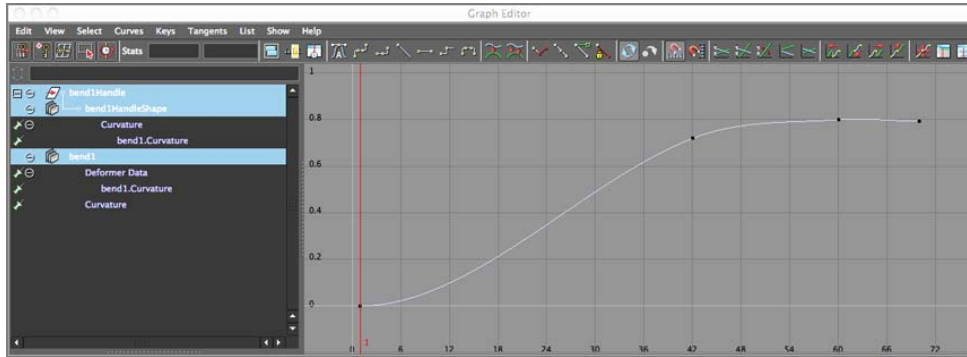 Graph Editor
Edit View Select Curves Keys Tangents List Show Help
Stats
bend1Handle
bend1HandleShape
Curvature
bend1.Curvature
bend1
Deformer Data
bend1.Curvature
Curvature
1
0.8
0.6
0.4
0.2
0
0 1 6 12 18 24 30 36 42 48 54 60 66 72